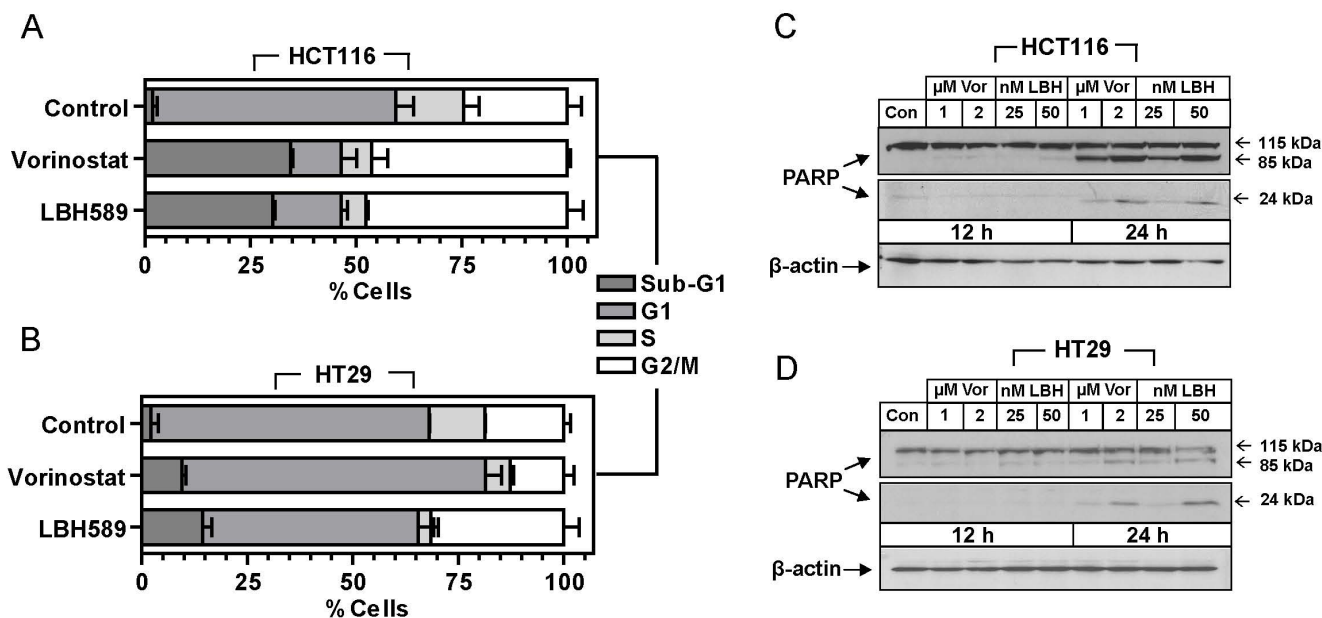 A
HCT116
Control
Vorinostat
LBH589
0 25 50 75 100
% Cells
Sub-G1
G1
S
G2/M
B
HT29
Control
Vorinostat
LBH589
0 25 50 75 100
% Cells
C
HCT116
µM Vor nM LBH µM Vor nM LBH
Con 1 2 25 50 1 2 25 50
← 115 kDa
← 85 kDa
PARP
← 24 kDa
12 h 24 h
β-actin
D
HT29
µM Vor nM LBH µM Vor nM LBH
Con 1 2 25 50 1 2 25 50
← 115 kDa
← 85 kDa
PARP
← 24 kDa
12 h 24 h
β-actin